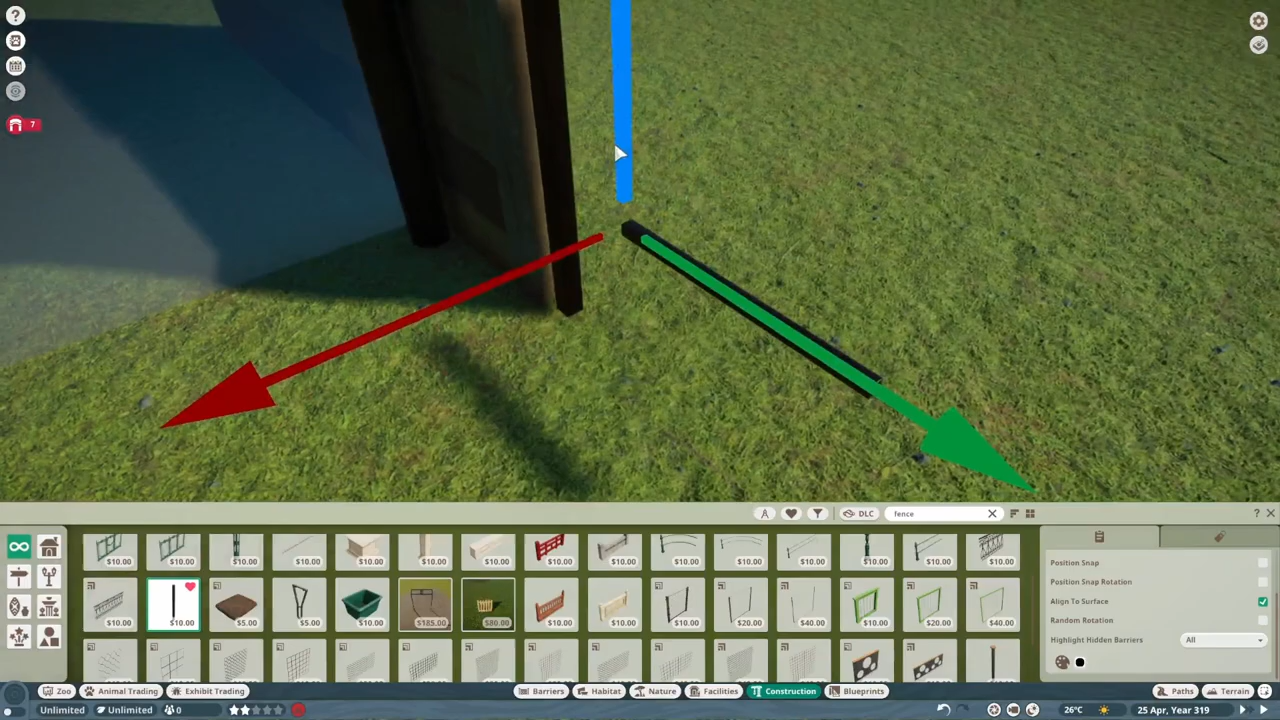 ?
7
DLC
fence
?
$10.00 $10.00 $10.00 $10.00 $10.00 $10.00 $10.00 $10.00 $10.00 $10.00 $10.00 $10.00 $10.00 $10.00 $10.00
$10.00 $10.00 $5.00 $5.00 $10.00 $185.00 $80.00 $10.00 $10.00 $10.00 $20.00 $40.00 $10.00 $20.00 $40.00
Position Snap
Position Snap Rotation
Align To Surface
Random Rotation
Highlight Hidden Barriers All
Zoo Animal Trading Exhibit Trading Barriers Habitat Nature Facilities Construction Blueprints Paths Terrain
Unlimited Unlimited 0 26°C 25 Apr, Year 319